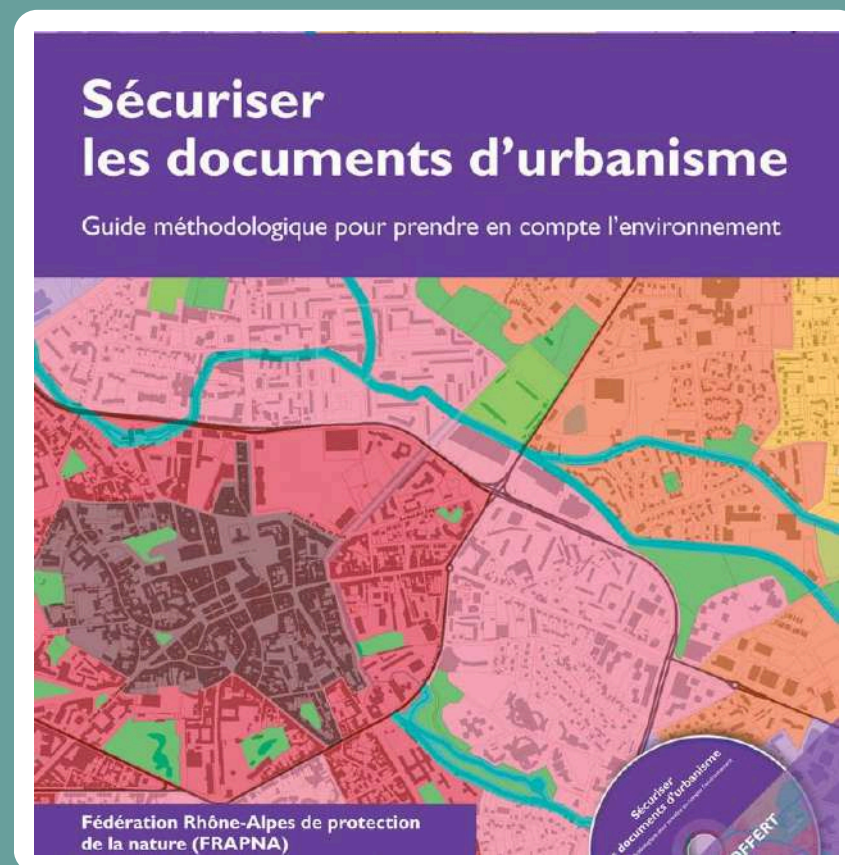 Sécuriser
les documents d'urbanisme
Guide méthodologique pour prendre en compte l'environnement
Sécuriser
documents d'urbanisme
OFFERT
Fédération Rhône-Alpes de protection
de la nature (FRAPNA)